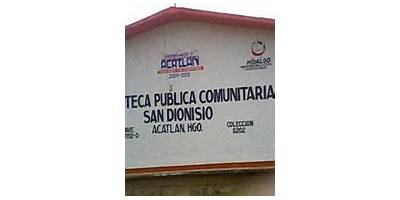 ACATLAN
HIDALGO
TECA PUBLICA COMUNITARIA
SAN DIONISIO
ACATLAN, HGO.
COLECCION
5202